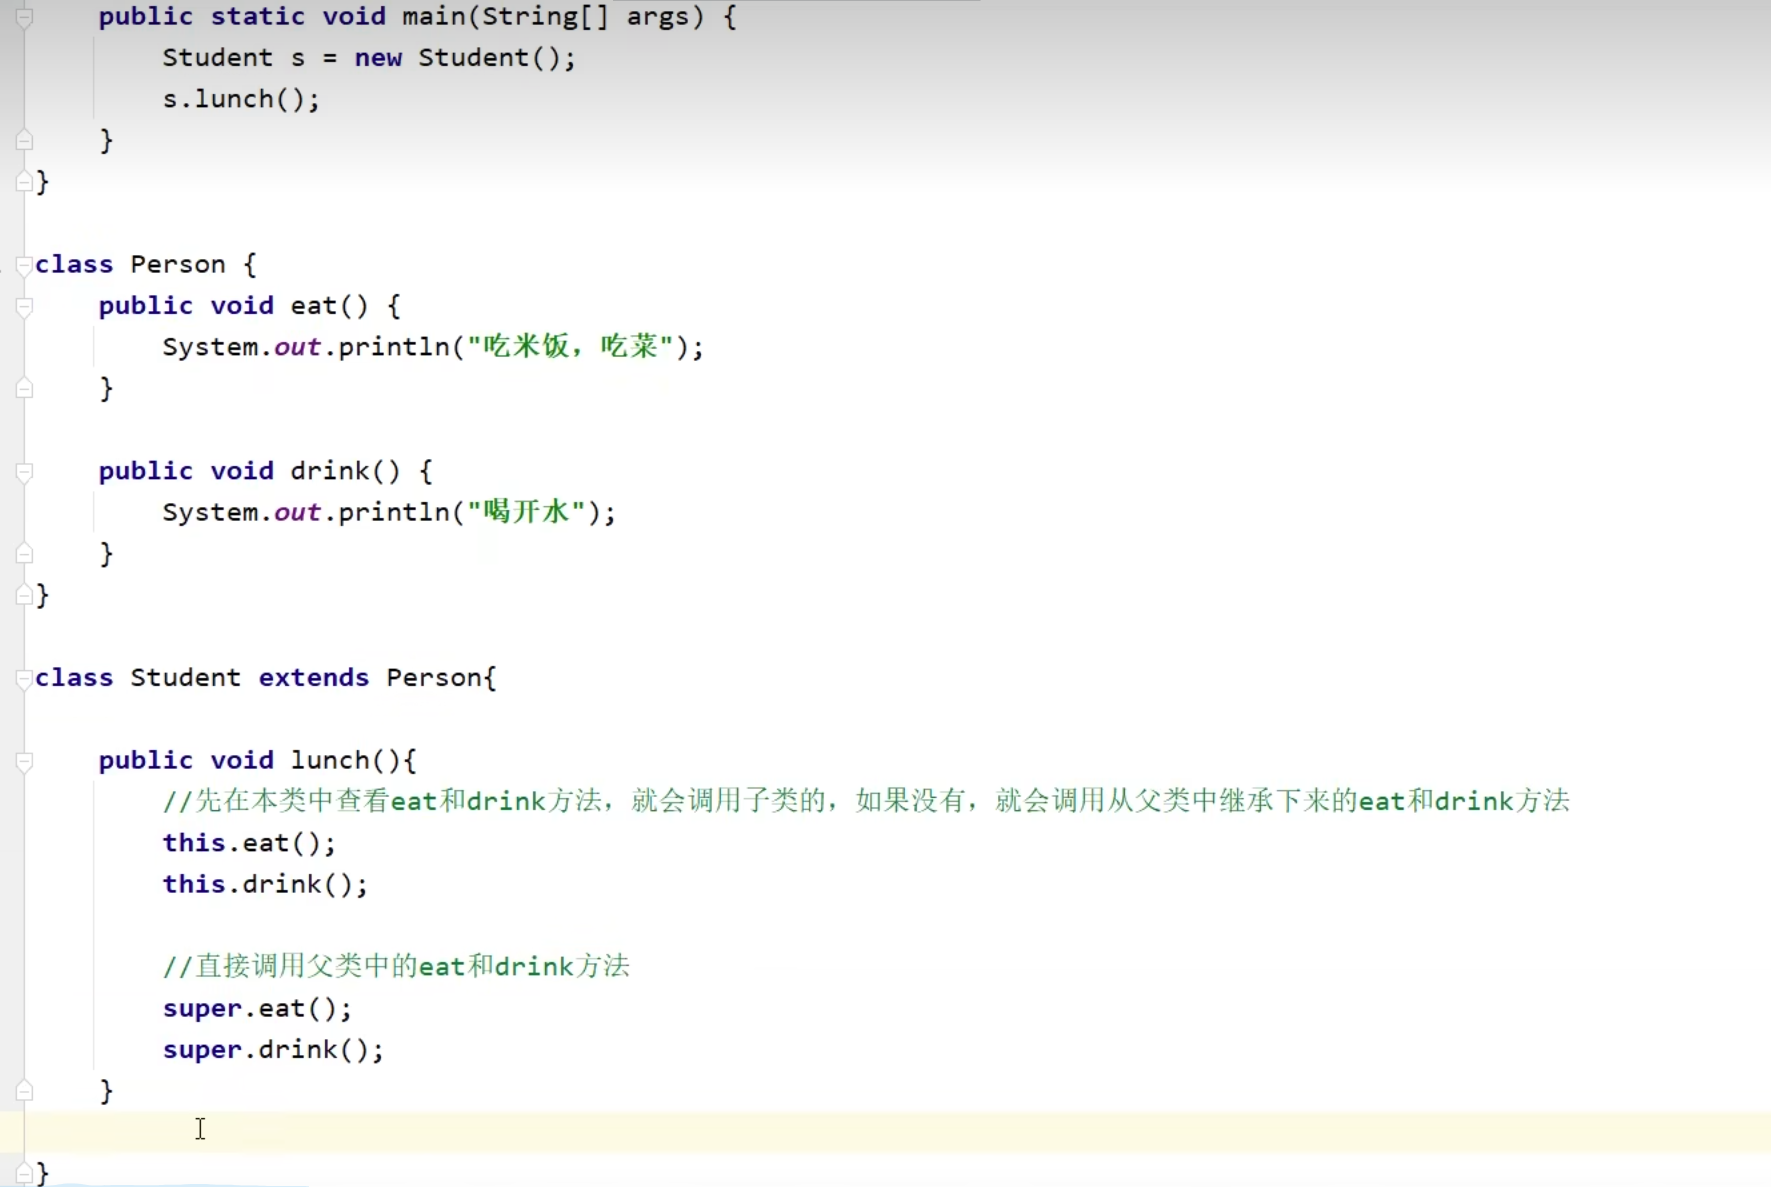 public static void main(String[] args) {
Student s = new Student();
s.lunch();
}
}
class Person {
public void eat() {
System.out.println("吃米饭，吃菜");
}
public void drink() {
System.out.println("喝开水");
}
}
class Student extends Person{
public void lunch(){
//先在本类中查看eat和drink方法，就会调用子类的，如果没有，就会调用从父类中继承下来的eat和drink方法
this.eat();
this.drink();
//直接调用父类中的eat和drink方法
super.eat();
super.drink();
}
}